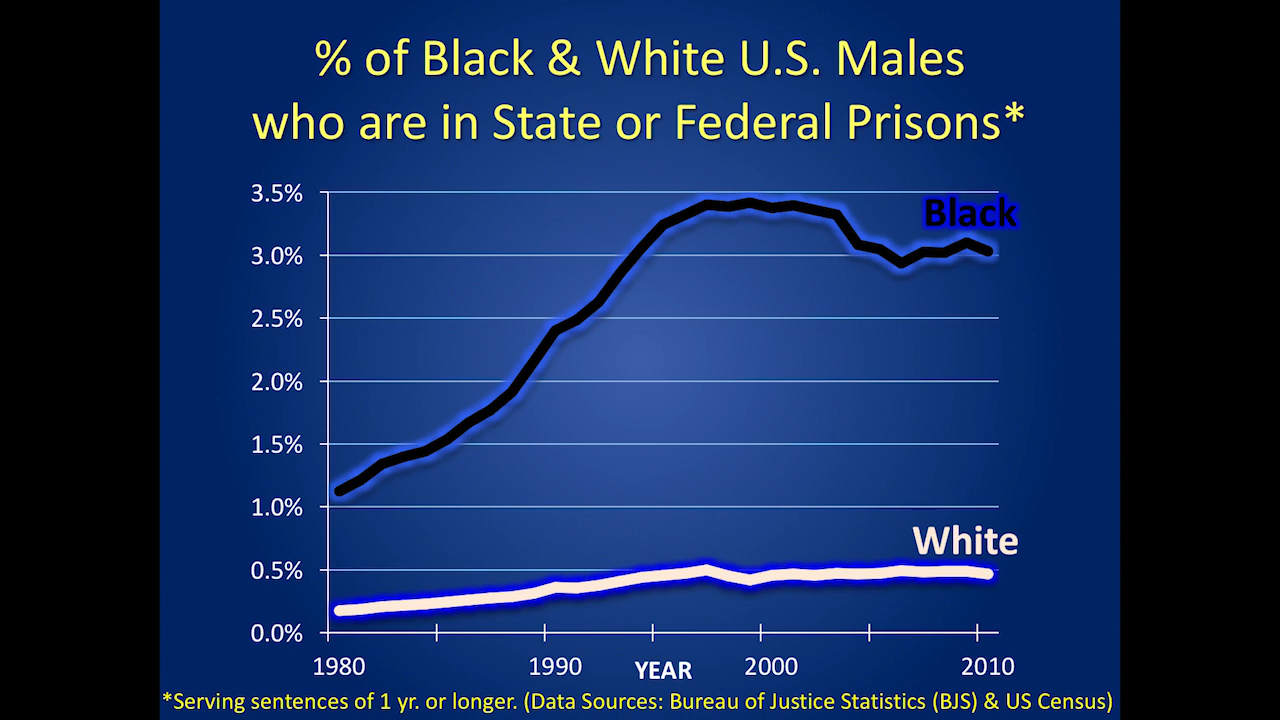 % of Black & White U.S. Males
who are in State or Federal Prisons*
3.5%
Black
3.0%
2.5%
2.0%
1.5%
1.0%
White
0.5%
0.0%
1980 1990 YEAR 2000 2010
*Serving sentences of 1 yr. or longer. (Data Sources: Bureau of Justice Statistics (BJS) & US Census)